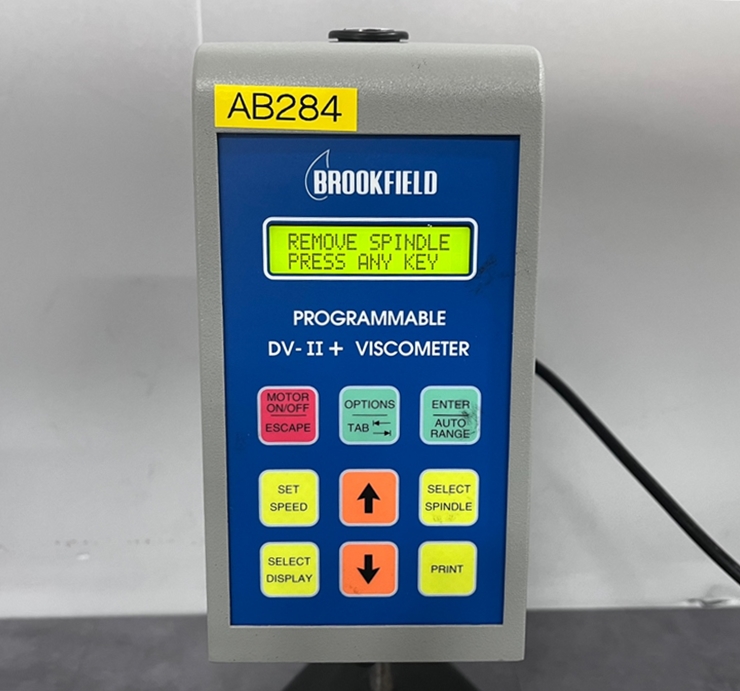 AB284
BROOKFIELD
REMOVE SPINDLE
PRESS ANY KEY
PROGRAMMABLE
DV-II+ VISCOMETER
MOTOR
ON/OFF
ESCAPE
OPTIONS
TAB
ENTER
AUTO
RANGE
SET
SPEED
SELECT
SPINDLE
SELECT
DISPLAY
PRINT